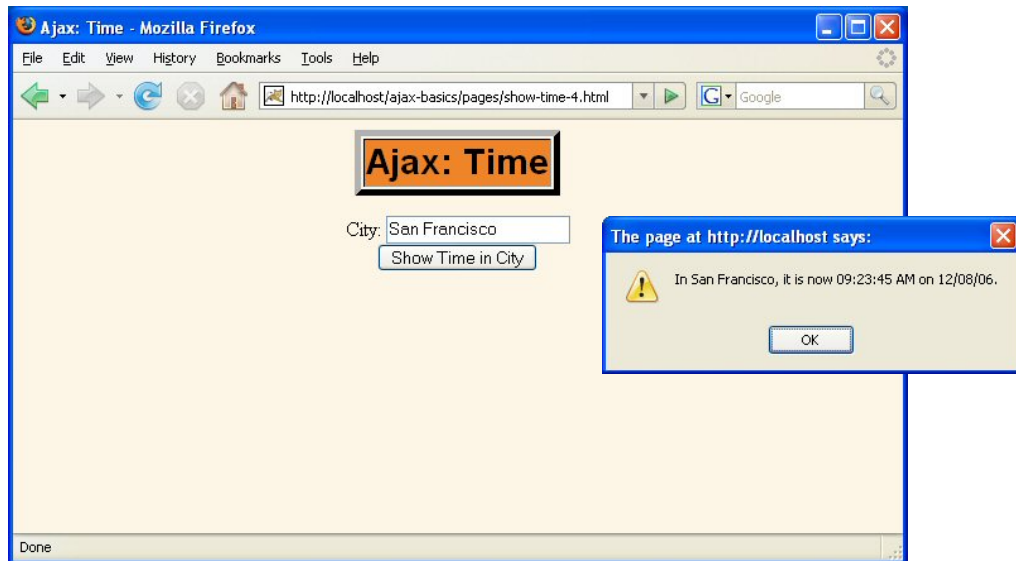 Ajax: Time - Mozilla Firefox
File Edit View History Bookmarks Tools Help
http://localhost/ajax-basics/pages/show-time-4.html
G Google
Ajax: Time
City: San Francisco
Show Time in City
The page at http://localhost says:
In San Francisco, it is now 09:23:45 AM on 12/08/06.
OK
Done